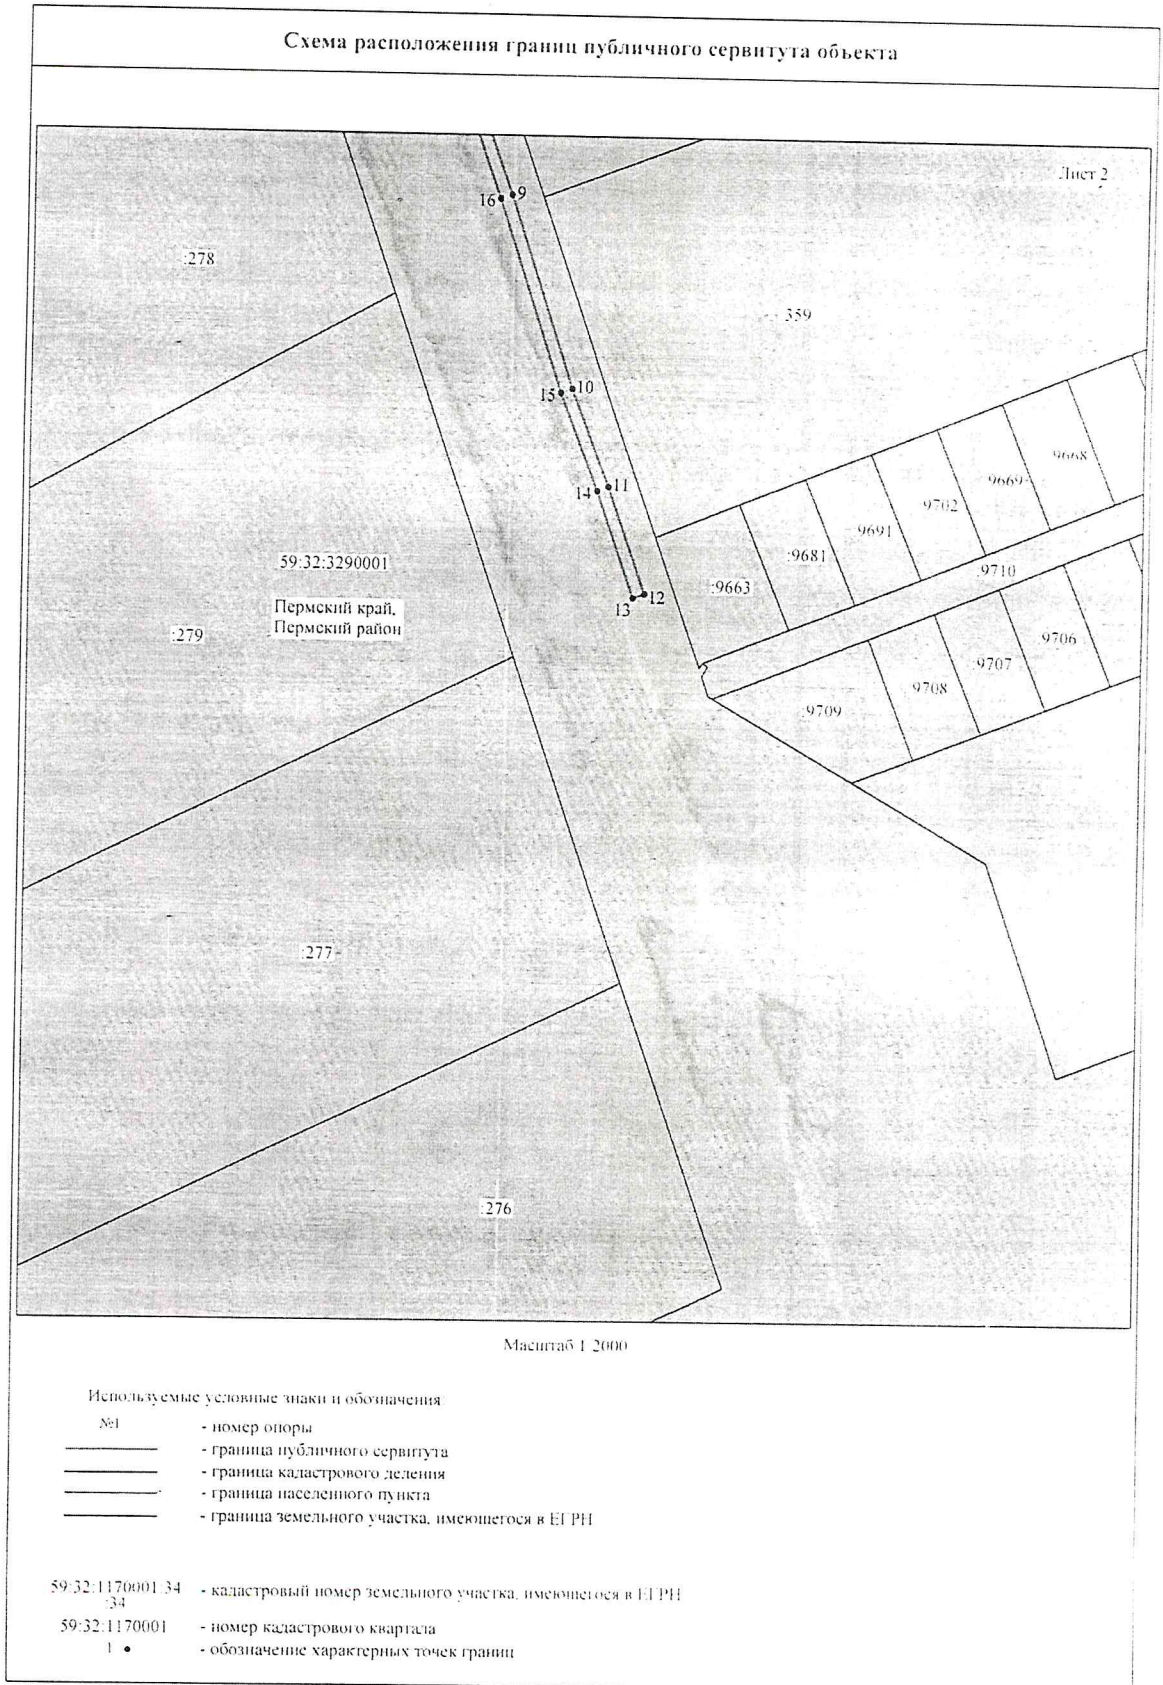 Схема расположения границ публичного сервитута объекта
Лист 2
9
16
:278
359
10
15
:9668
:9669
11
14
:9702
:9691
:9681
59:32:3290001
:9710
:9663
12
13
Пермский край,
Пермский район
:279
:9706
:9707
:9708
:9709
:277
:276
Масштаб 1 2000
Используемые условные знаки и обозначения
№1 - номер опоры
- граница публичного сервитута
- граница кадастрового деления
- граница населенного пункта
- граница земельного участка, имеющегося в ЕГРН
59:32:1170001:34 - кадастровый номер земельного участка, имеющегося в ЕГРН
:34
59:32:1170001 - номер кадастрового квартала
1 • - обозначение характерных точек границ